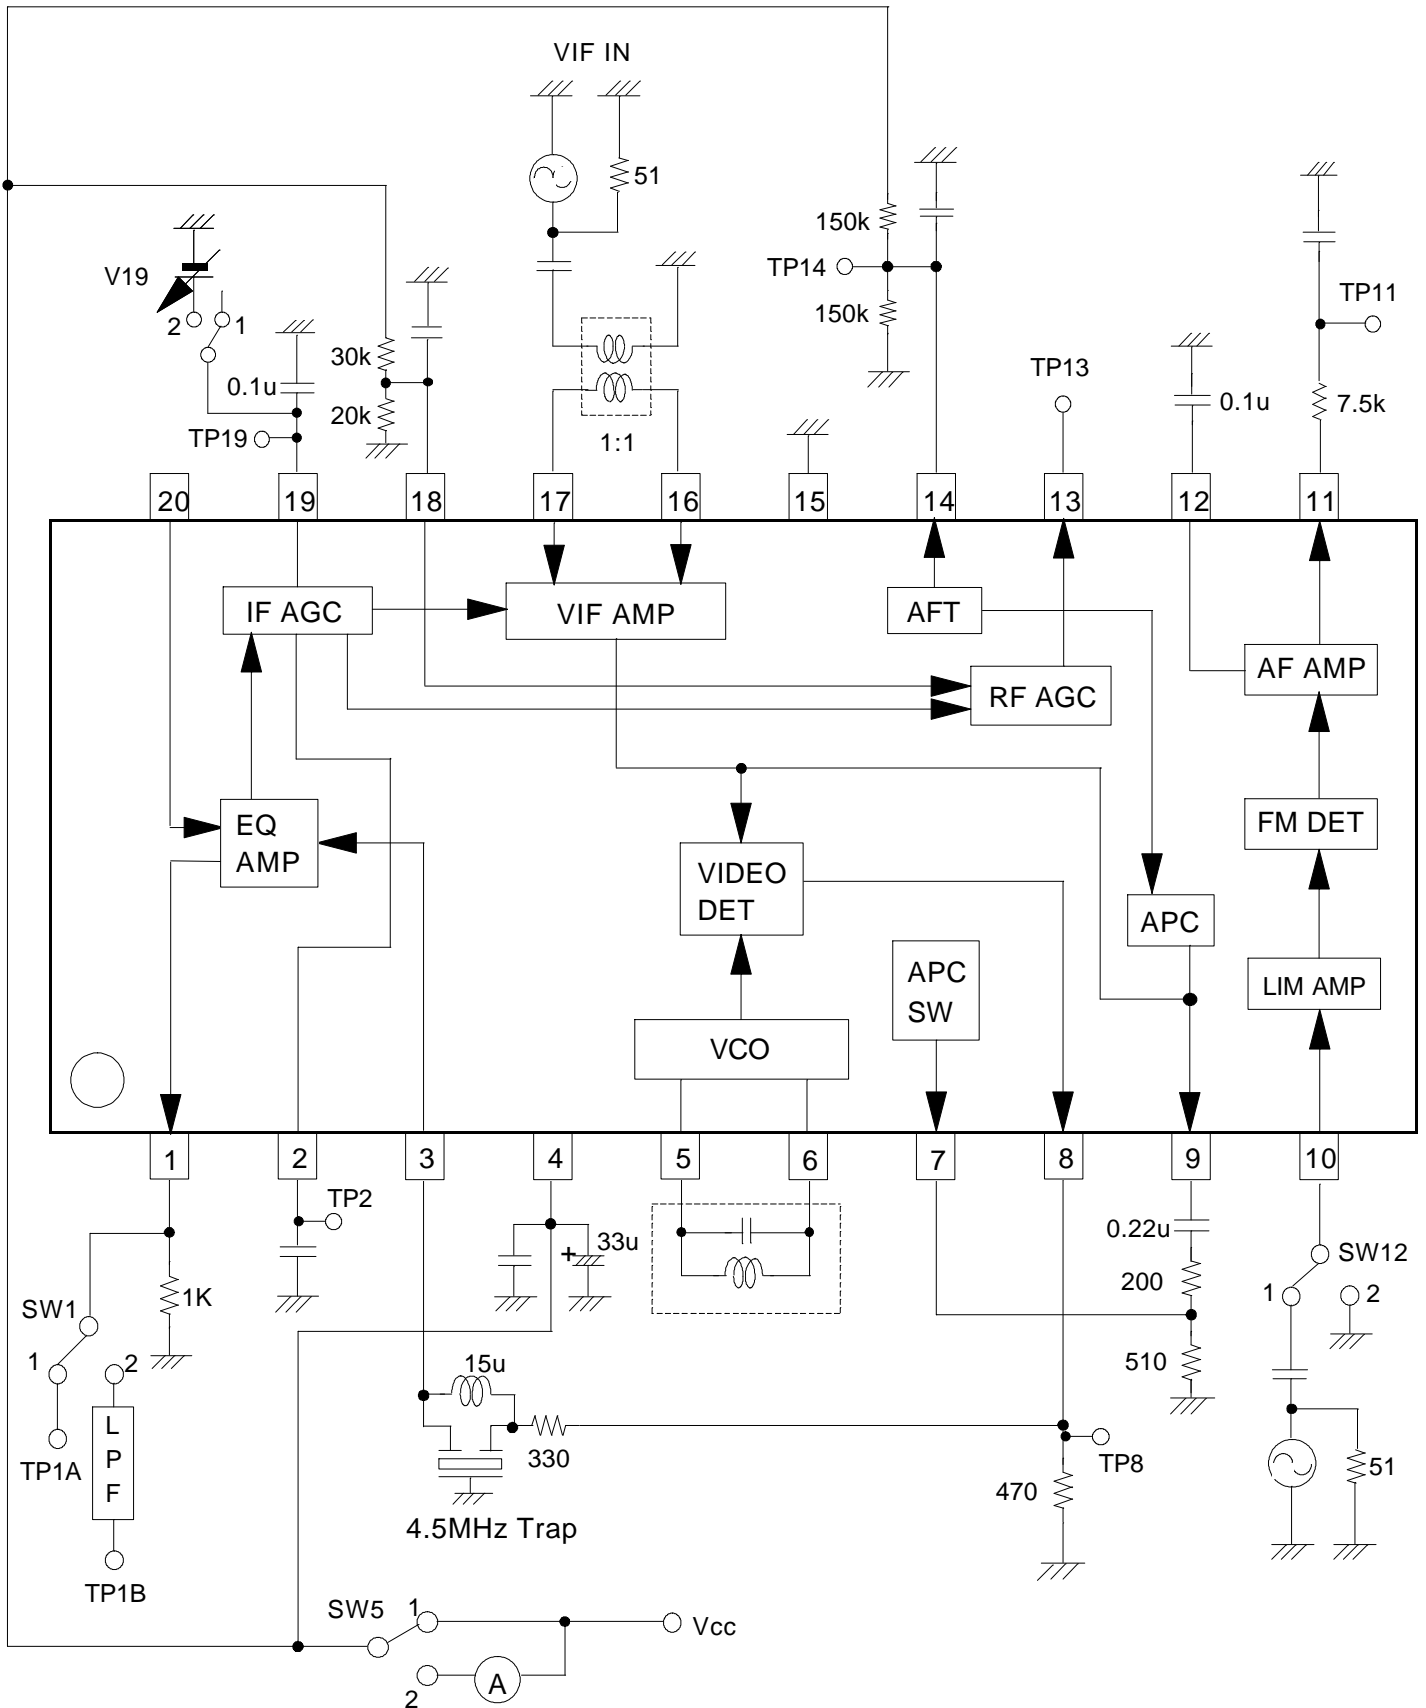 VIF IN
51
150k
TP14
150k
V19
2
1
0.1u
30k
20k
TP19
1:1
TP13
TP11
0.1u
7.5k
20
19
18
17
16
15
14
13
12
11
IF AGC
VIF AMP
AFT
RF AGC
AF AMP
EQ
AMP
VIDEO
DET
FM DET
APC
APC
SW
LIM AMP
VCO
1
2
3
4
5
6
7
8
9
10
TP2
+
33u
0.22u
SW12
200
1
2
1K
SW1
1
2
15u
510
L
P
F
TP1A
330
TP8
470
51
4.5MHz Trap
TP1B
SW5
1
Vcc
2
A